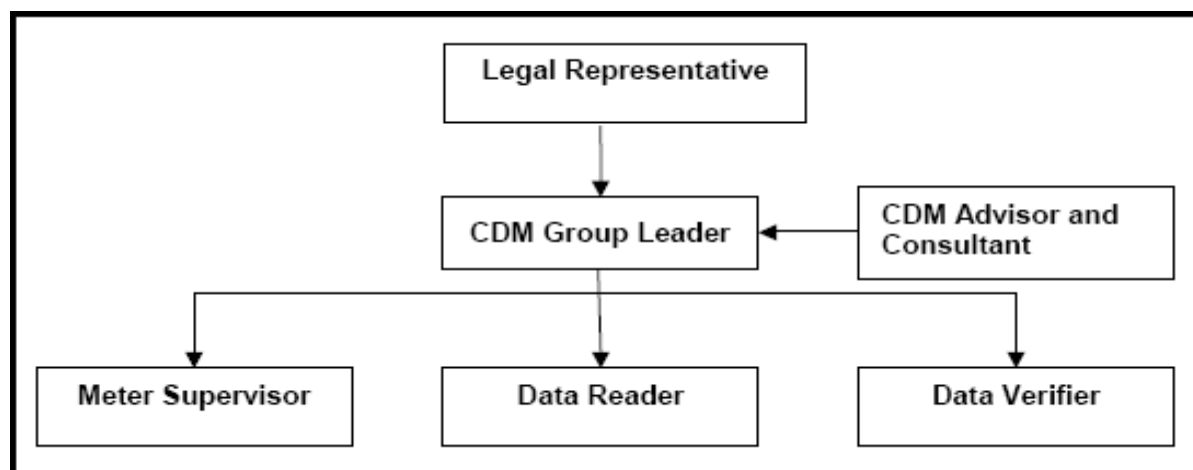 Legal Representative
CDM Group Leader
CDM Advisor and
Consultant
Meter Supervisor
Data Reader
Data Verifier